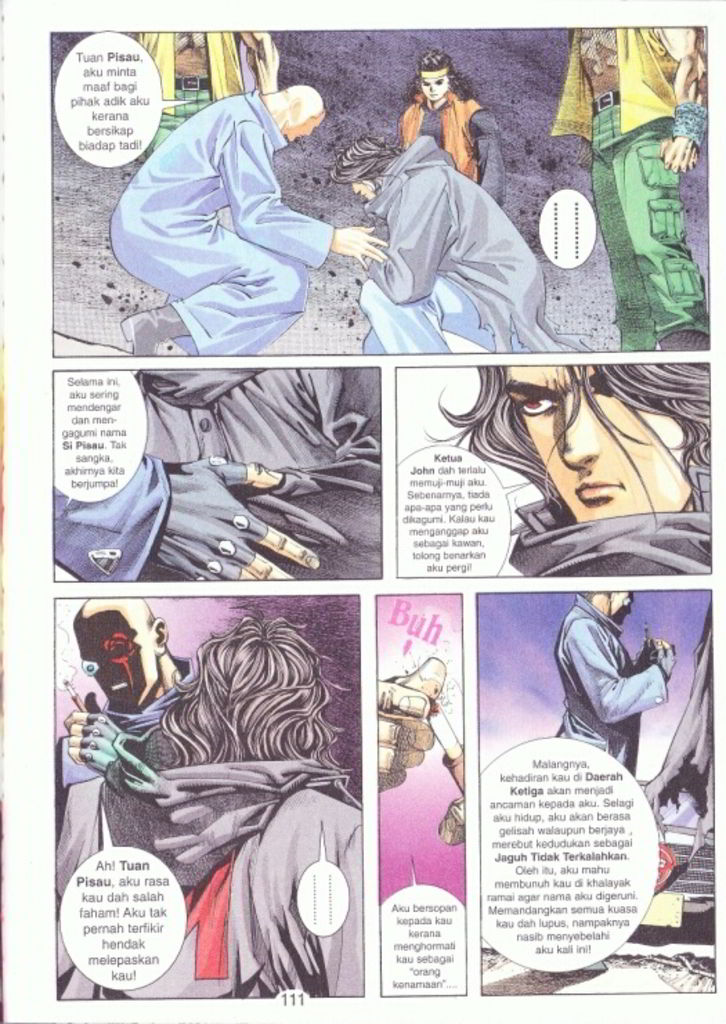 Tuan Pisau,
aku minta
maaf bagi
pihak adik aku
kerana
bersikap
biadap tadi!
Selama ini,
aku sering
mendengar
dan men-
gagumi nama
Si Pisau. Tak
sangka,
akhirnya kita
berjumpa!
Ketua
John dah terlalu
memuji-muji aku.
Sebenarnya, tiada
apa-apa yang perlu
dikagumi. Kalau kau
menganggap aku
sebagai kawan,
tolong benarkan
aku pergi!
Ah! Tuan
Pisau, aku rasa
kau dah salah
faham! Aku tak
pernah terfikir
hendak
melepaskan
kau!
Buh
Aku bersopan
kepada kau
kerana
menghormati
kau sebagai
"orang
kenamaan"....
Malangnya,
kehadiran kau di Daerah
Ketiga akan menjadi
ancaman kepada aku. Selagi
aku hidup, aku akan berasa
gelisah walaupun berjaya ,
merebut kedudukan sebagai
Jaguh Tidak Terkalahkan.
Oleh itu, aku mahu
membunuh kau di khalayak
ramai agar nama aku digeruni.
Memandangkan semua kuasa
kau dah lupus, nampaknya
nasib menyebelahi
aku kali ini!
111